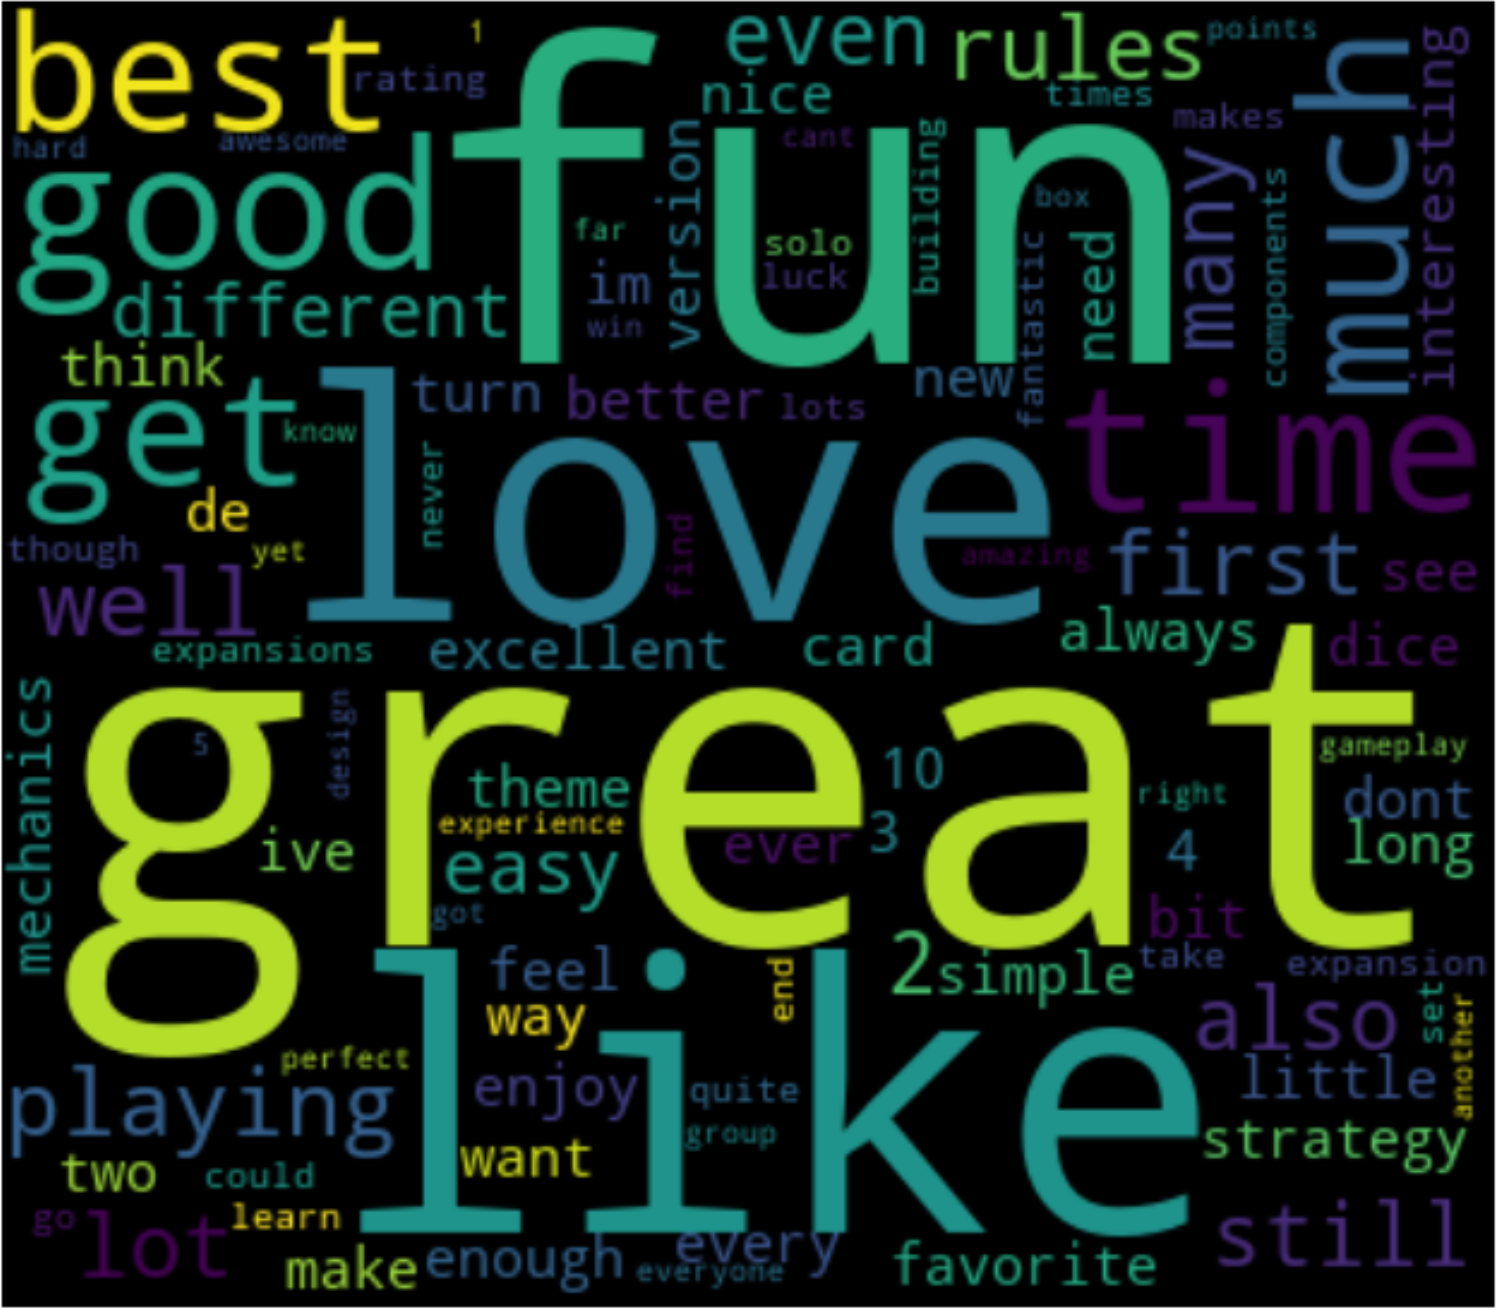 best
1
rating
even
nice
rules
points
times
makes
much
interesting
hard
awesome
good
fun
cant
version
building
box
many
components
far
solo
luck
im
win
need
fantastic
different
think
get
know
turn
better
lots
new
time
love
never
de
yet
though
find
amazing
first
see
well
expansions
excellent
card
always
dice
great
mechanics
5
design
theme
experience
easy
ive
got
ever
10
3
4
right
gameplay
dont
long
bit
take
expansion
like
feel
way
end
2
simple
also
set
another
little
perfect
playing
enjoy
quite
group
want
strategy
two
could
go
lot
learn
make
enough
every
everyone
favorite
still